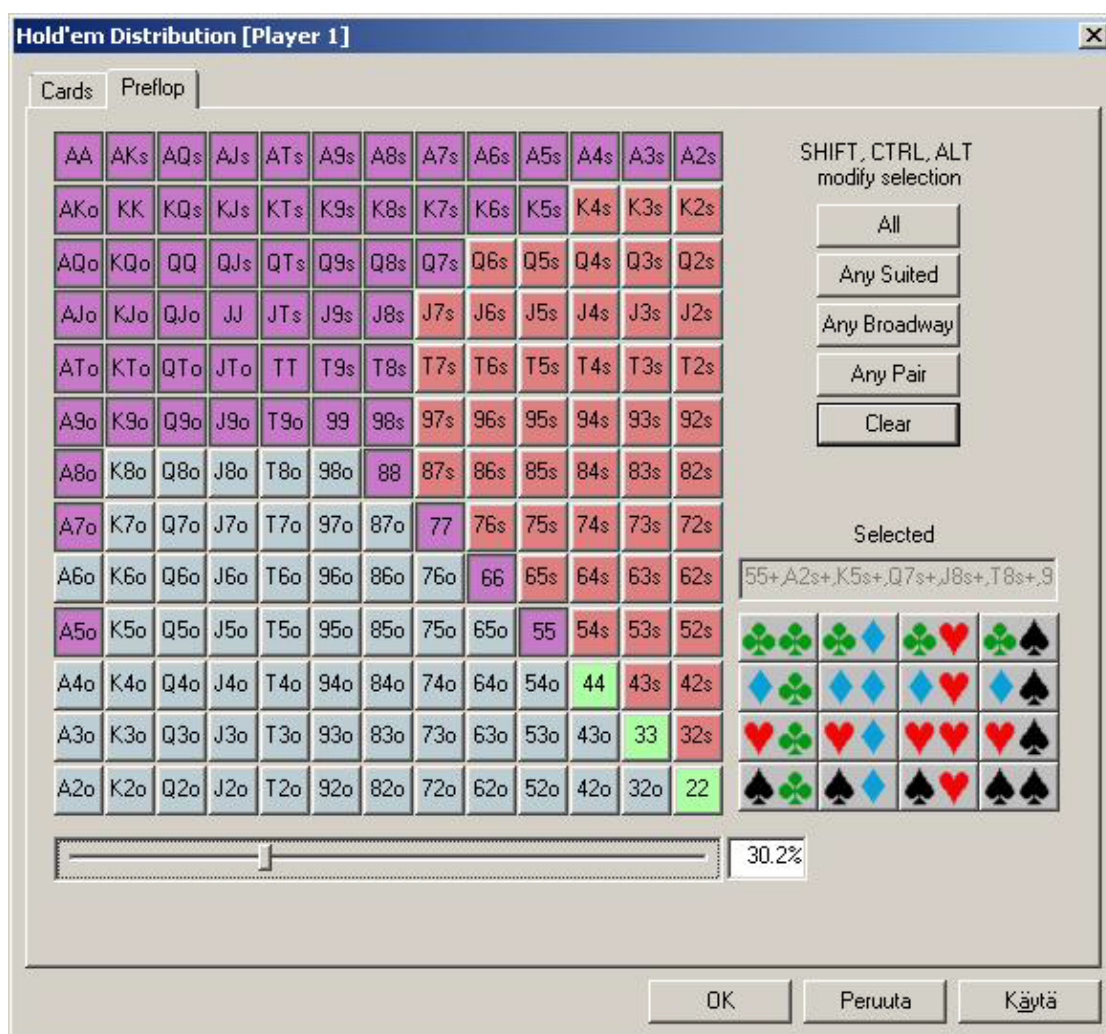 Hold'em Distribution [Player 1]
Cards Preflop
AA AKs AQs AJs ATs A9s A8s A7s A6s A5s A4s A3s A2s
AKo KK KQs KJs KTs K9s K8s K7s K6s K5s K4s K3s K2s
AQo KQo QQ QJs QTs Q9s Q8s Q7s Q6s Q5s Q4s Q3s Q2s
AJo KJo QJo JJ JTs J9s J8s J7s J6s J5s J4s J3s J2s
ATo KTo QTo JTo TT T9s T8s T7s T6s T5s T4s T3s T2s
A9o K9o Q9o J9o T9o 99 98s 97s 96s 95s 94s 93s 92s
A8o K8o Q8o J8o T8o 98o 88 87s 86s 85s 84s 83s 82s
A7o K7o Q7o J7o T7o 97o 87o 77 76s 75s 74s 73s 72s
A6o K6o Q6o J6o T6o 96o 86o 76o 66 65s 64s 63s 62s
A5o K5o Q5o J5o T5o 95o 85o 75o 65o 55 54s 53s 52s
A4o K4o Q4o J4o T4o 94o 84o 74o 64o 54o 44 43s 42s
A3o K3o Q3o J3o T3o 93o 83o 73o 63o 53o 43o 33 32s
A2o K2o Q2o J2o T2o 92o 82o 72o 62o 52o 42o 32o 22
30.2%
SHIFT, CTRL, ALT
modify selection
All
Any Suited
Any Broadway
Any Pair
Clear
Selected
55+,A2s+,K5s+,Q7s+,J8s+,T8s+,9
OK Peruuta Käytä